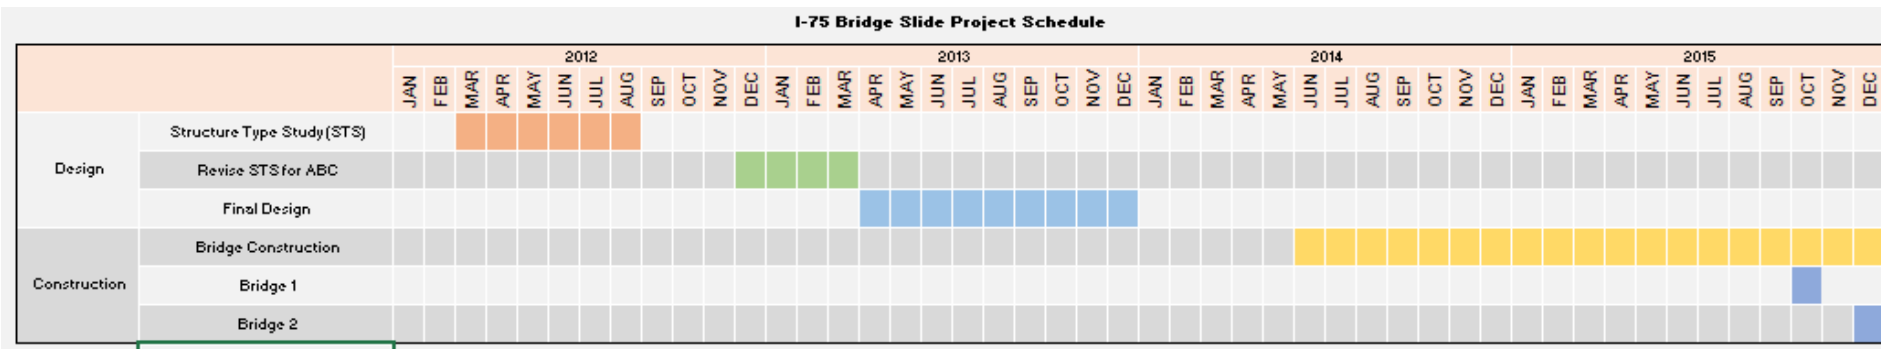 I-75 Bridge Slide Project Schedule
2012 2013 2014 2015
JAN FEB MAR APR MAY JUN JUL AUG SEP OCT NOV DEC JAN FEB MAR APR MAY JUN JUL AUG SEP OCT NOV DEC JAN FEB MAR APR MAY JUN JUL AUG SEP OCT NOV DEC JAN FEB MAR APR MAY JUN JUL AUG SEP OCT NOV DEC
Structure Type Study(STS)
Design Revise STS for ABC
Final Design
Bridge Construction
Construction Bridge 1
Bridge 2